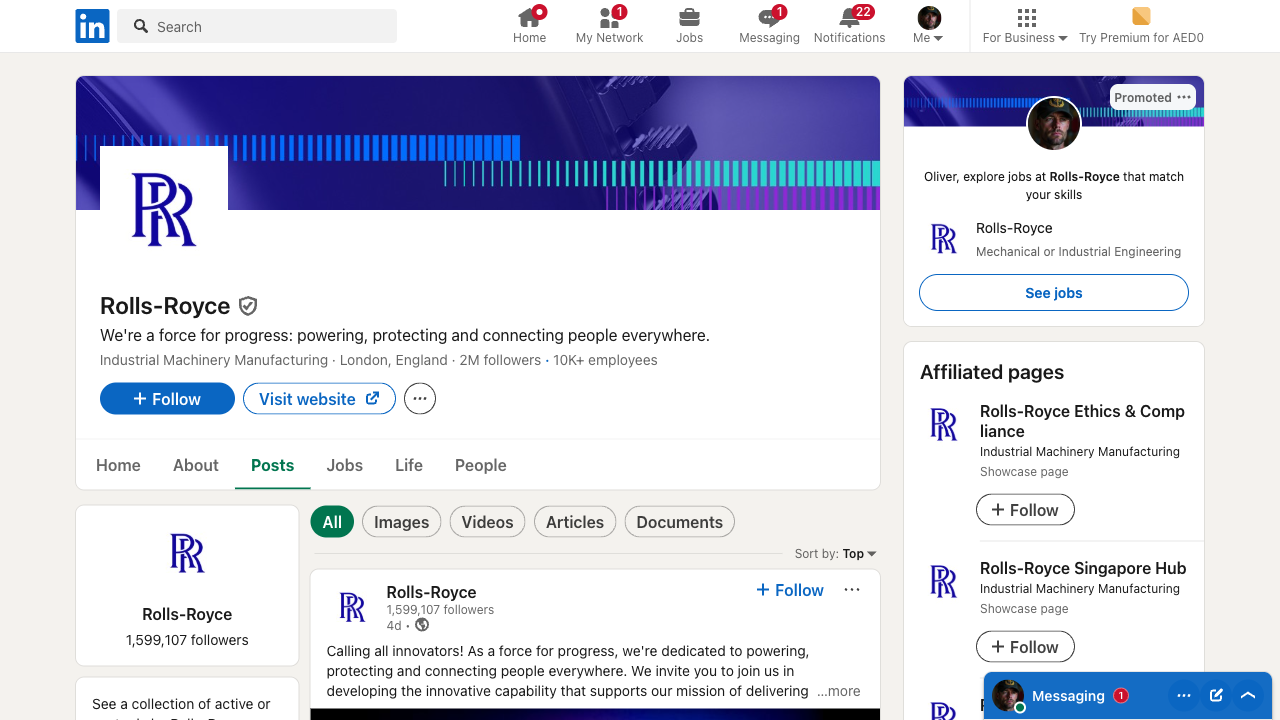 in
Search
1
1
22
Home
My Network
Jobs
Messaging
Notifications
Me
For Business
Try Premium for AED0
RR
Rolls-Royce
We're a force for progress: powering, protecting and connecting people everywhere.
Industrial Machinery Manufacturing · London, England · 2M followers · 10K+ employees
+ Follow
Visit website
Home
About
Posts
Jobs
Life
People
RR
Rolls-Royce
1,599,107 followers
See a collection of active or
All
Images
Videos
Articles
Documents
Sort by: Top
RR
Rolls-Royce
1,599,107 followers
4d •
+ Follow
Calling all innovators! As a force for progress, we're dedicated to powering,
protecting and connecting people everywhere. We invite you to join us in
developing the innovative capability that supports our mission of delivering ...more
Promoted
Oliver, explore jobs at Rolls-Royce that match
your skills
RR
Rolls-Royce
Mechanical or Industrial Engineering
See jobs
Affiliated pages
RR
Rolls-Royce Ethics & Comp
liance
Industrial Machinery Manufacturing
Showcase page
+ Follow
RR
Rolls-Royce Singapore Hub
Industrial Machinery Manufacturing
Showcase page
+ Follow
RR
Messaging 1